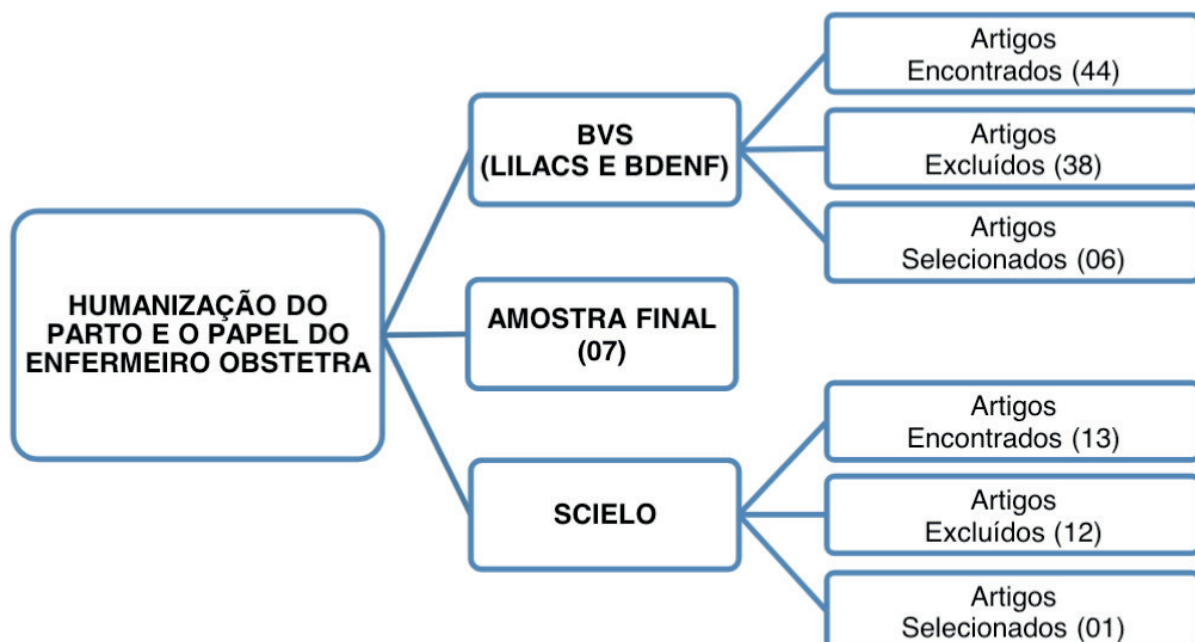 HUMANIZAÇÃO DO
PARTO E O PAPEL DO
ENFERMEIRO OBSTETRA
BVS
(LILACS E BDENF)
Artigos
Encontrados (44)
Artigos
Excluídos (38)
Artigos
Selecionados (06)
AMOSTRA FINAL
(07)
SCIELO
Artigos
Encontrados (13)
Artigos
Excluídos (12)
Artigos
Selecionados (01)